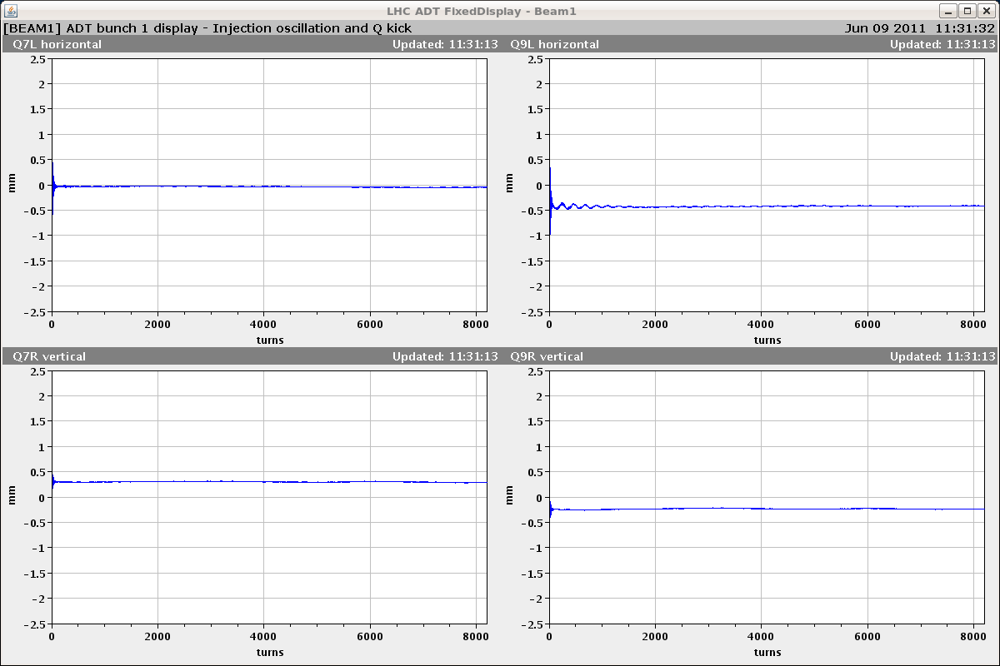 LHC ADT FixedDisplay - Beam1
[BEAM1] ADT bunch 1 display - Injection oscillation and Q kick Jun 09 2011 11:31:32
Q7L horizontal Updated: 11:31:13
2.5
2
1.5
1
0.5
0
-0.5
-1
-1.5
-2
-2.5
mm
0 2000 4000 6000 8000
turns
Q9L horizontal Updated: 11:31:13
2.5
2
1.5
1
0.5
0
-0.5
-1
-1.5
-2
-2.5
mm
0 2000 4000 6000 8000
turns
Q7R vertical Updated: 11:31:13
2.5
2
1.5
1
0.5
0
-0.5
-1
-1.5
-2
-2.5
mm
0 2000 4000 6000 8000
turns
Q9R vertical Updated: 11:31:13
2.5
2
1.5
1
0.5
0
-0.5
-1
-1.5
-2
-2.5
mm
0 2000 4000 6000 8000
turns